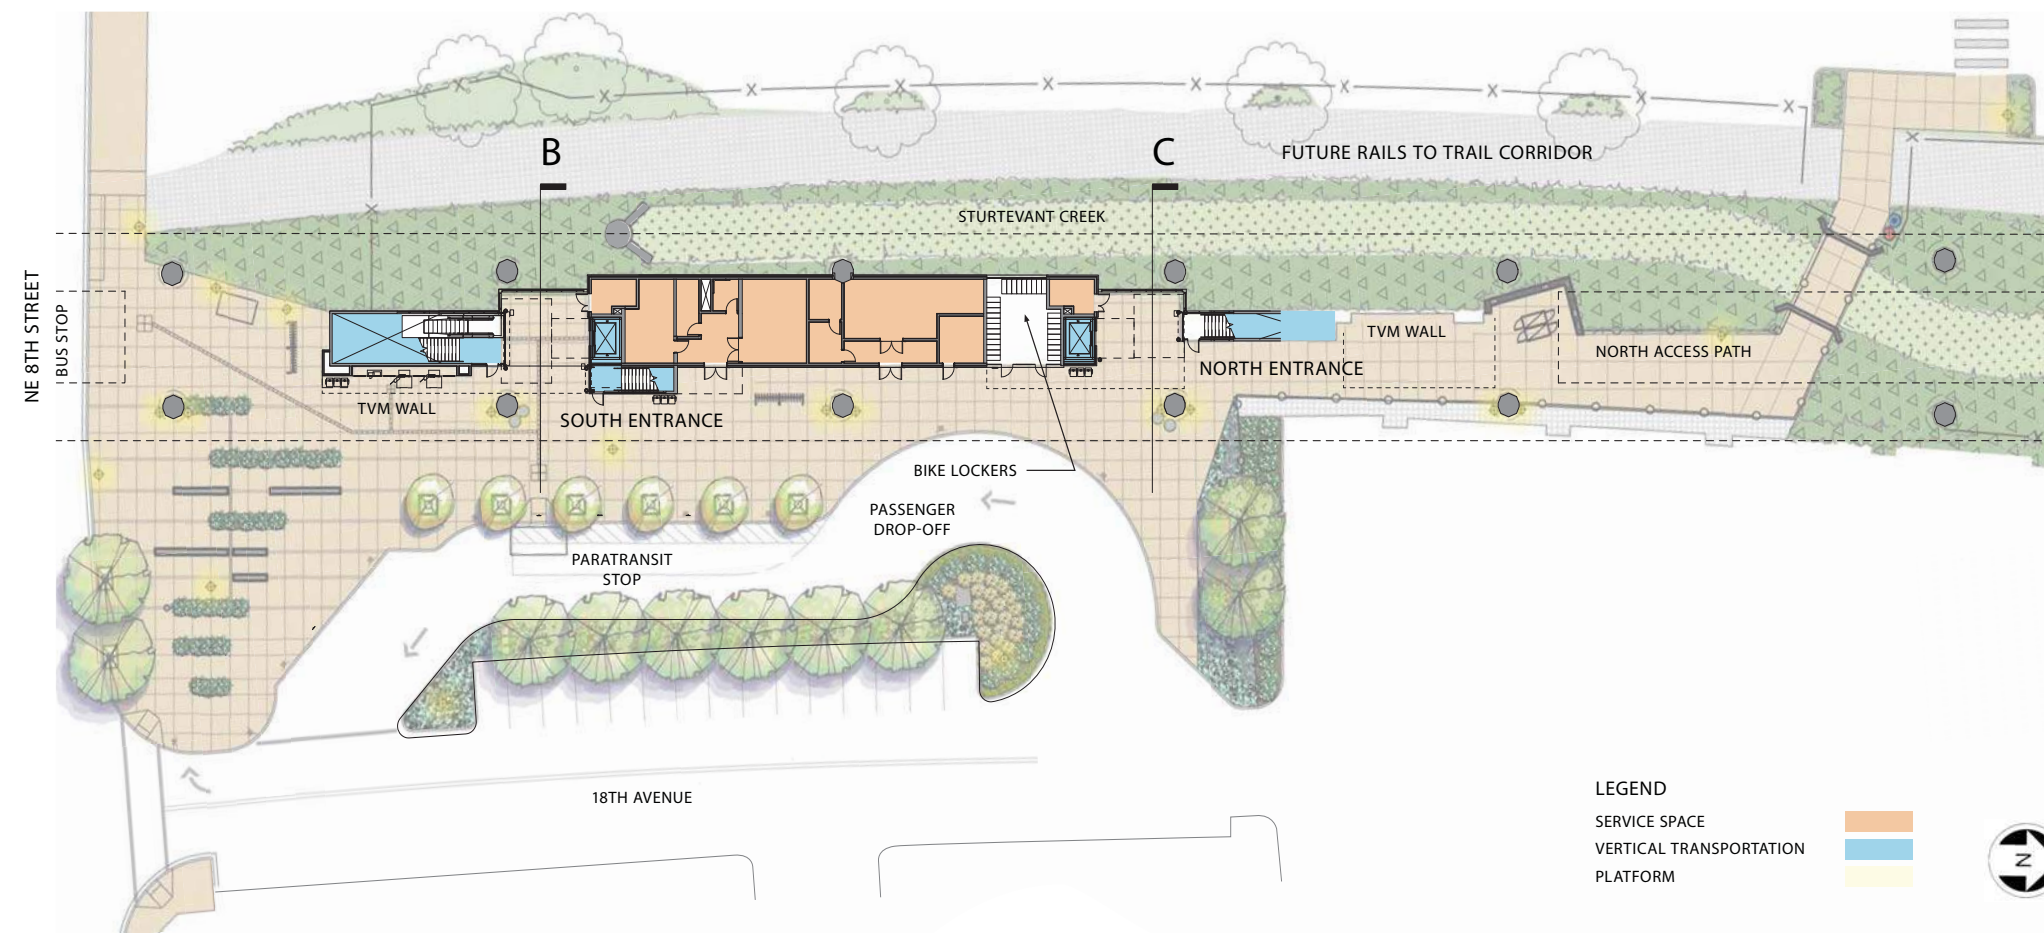 B
C
FUTURE RAILS TO TRAIL CORRIDOR
STURTEVANT CREEK
NE 8TH STREET
BUS STOP
TVM WALL
NORTH ACCESS PATH
NORTH ENTRANCE
TVM WALL
SOUTH ENTRANCE
BIKE LOCKERS
PASSENGER
DROP-OFF
PARATRANSIT
STOP
18TH AVENUE
LEGEND
SERVICE SPACE
VERTICAL TRANSPORTATION
PLATFORM
N